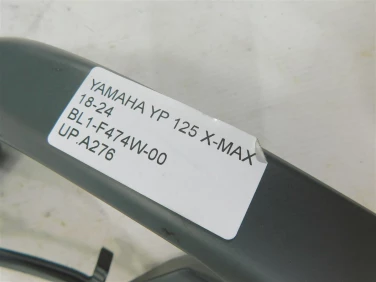 YAMAHA YP 125 X-MAX
18-24
BL1-F474W-00
UP.A276